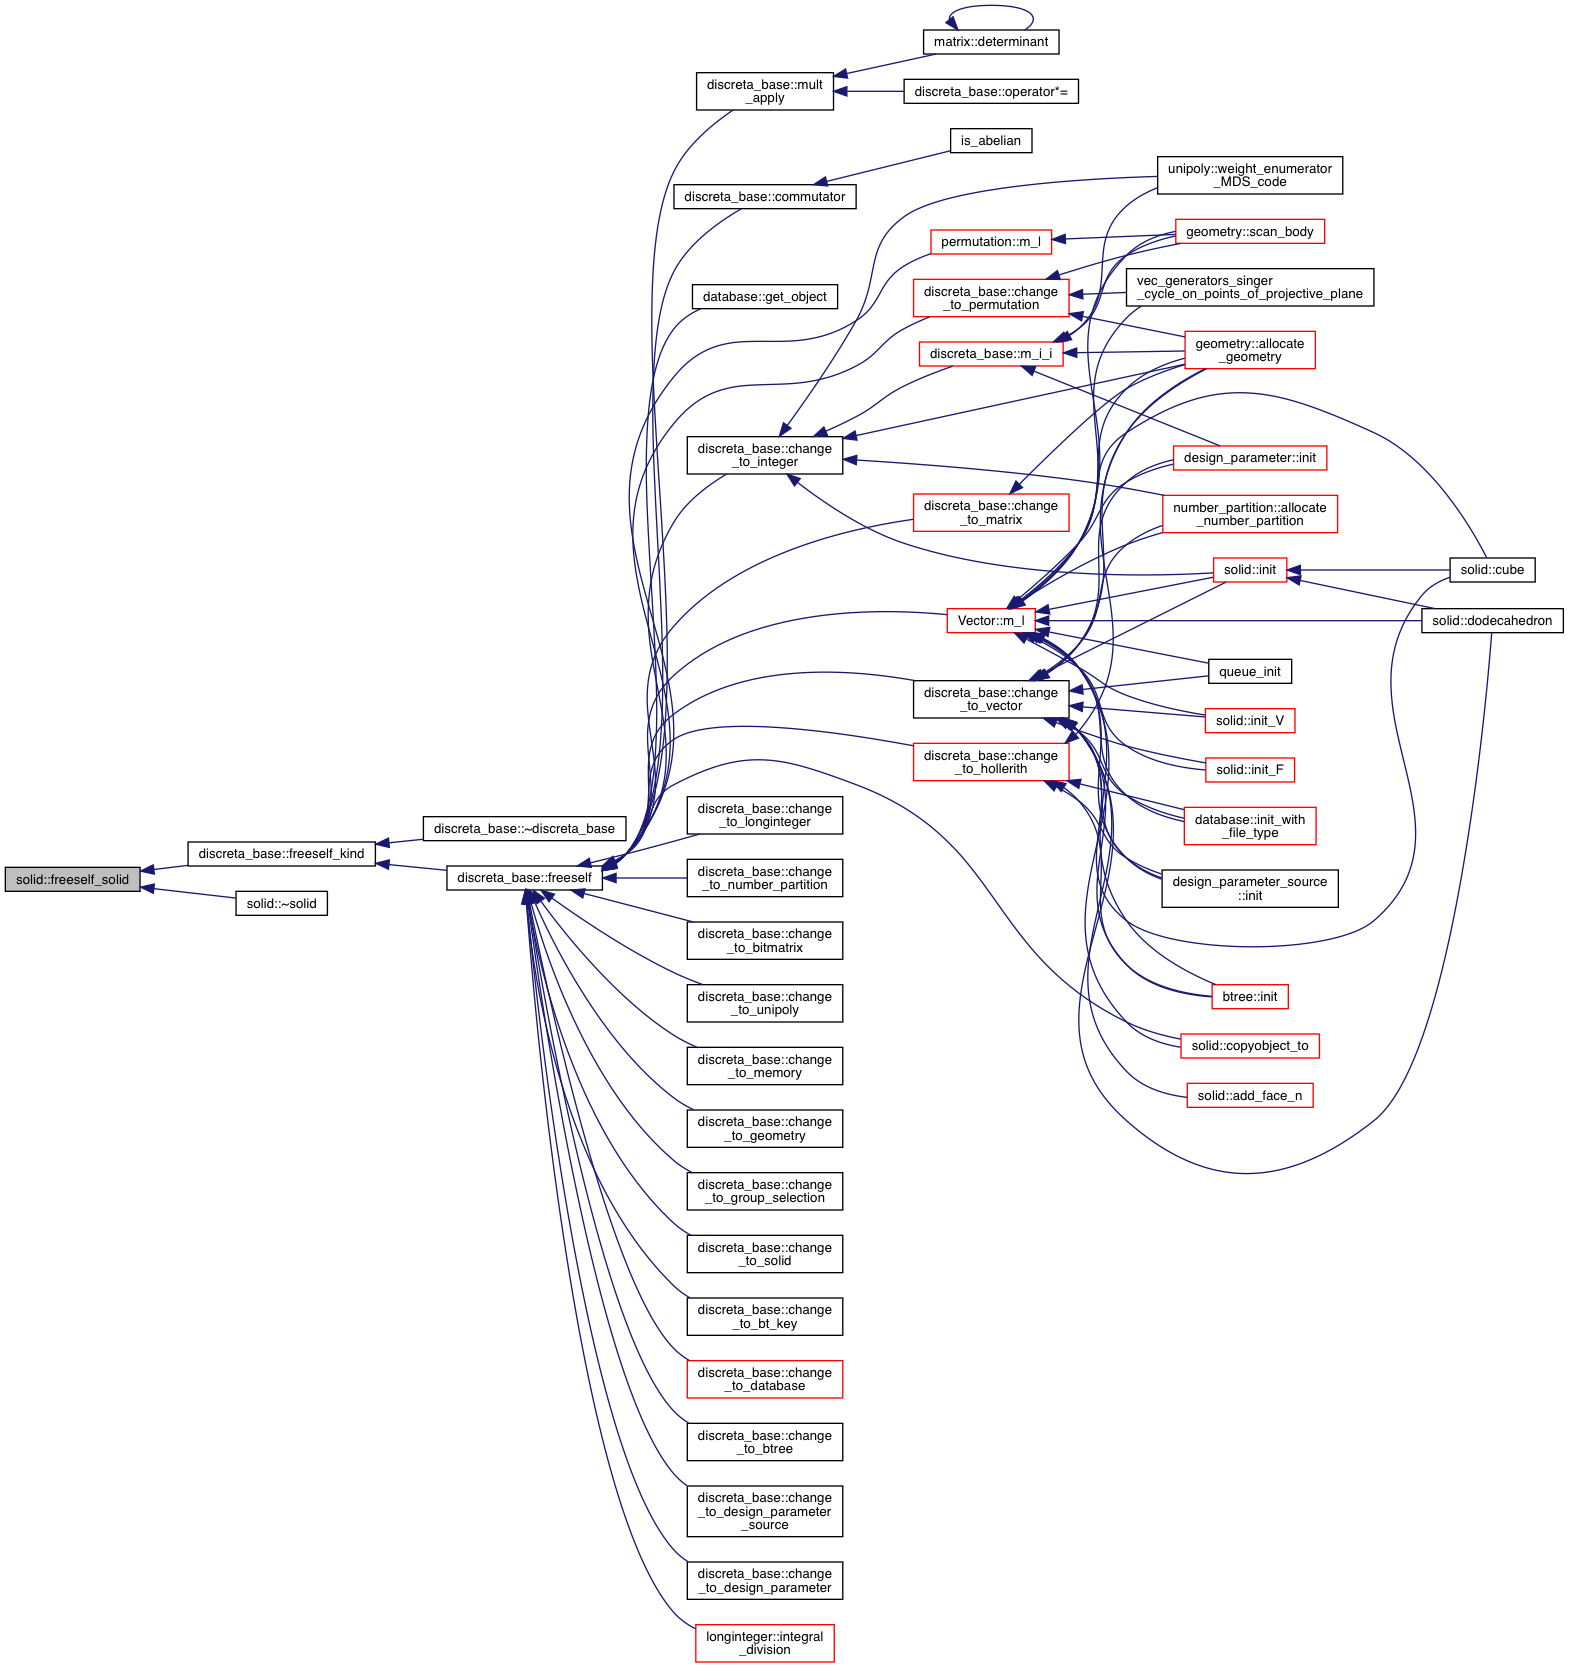 solid::freeself_solid
discreta_base::freeself_kind
solid::~solid
discreta_base::~discreta_base
discreta_base::freeself
discreta_base::mult
_apply
discreta_base::commutator
database::get_object
discreta_base::change
_to_integer
discreta_base::change
_to_longinteger
discreta_base::change
_to_number_partition
discreta_base::change
_to_bitmatrix
discreta_base::change
_to_unipoly
discreta_base::change
_to_memory
discreta_base::change
_to_geometry
discreta_base::change
_to_group_selection
discreta_base::change
_to_solid
discreta_base::change
_to_bt_key
discreta_base::change
_to_database
discreta_base::change
_to_btree
discreta_base::change
_to_design_parameter
_source
discreta_base::change
_to_design_parameter
longinteger::integral
_division
matrix::determinant
discreta_base::operator*=
is_abelian
permutation::m_l
discreta_base::change
_to_permutation
discreta_base::m_i_i
discreta_base::change
_to_matrix
Vector::m_l
discreta_base::change
_to_vector
discreta_base::change
_to_hollerith
unipoly::weight_enumerator
_MDS_code
geometry::scan_body
vec_generators_singer
_cycle_on_points_of_projective_plane
geometry::allocate
_geometry
design_parameter::init
number_partition::allocate
_number_partition
solid::init
queue_init
solid::init_V
solid::init_F
database::init_with
_file_type
design_parameter_source
::init
btree::init
solid::copyobject_to
solid::add_face_n
solid::cube
solid::dodecahedron